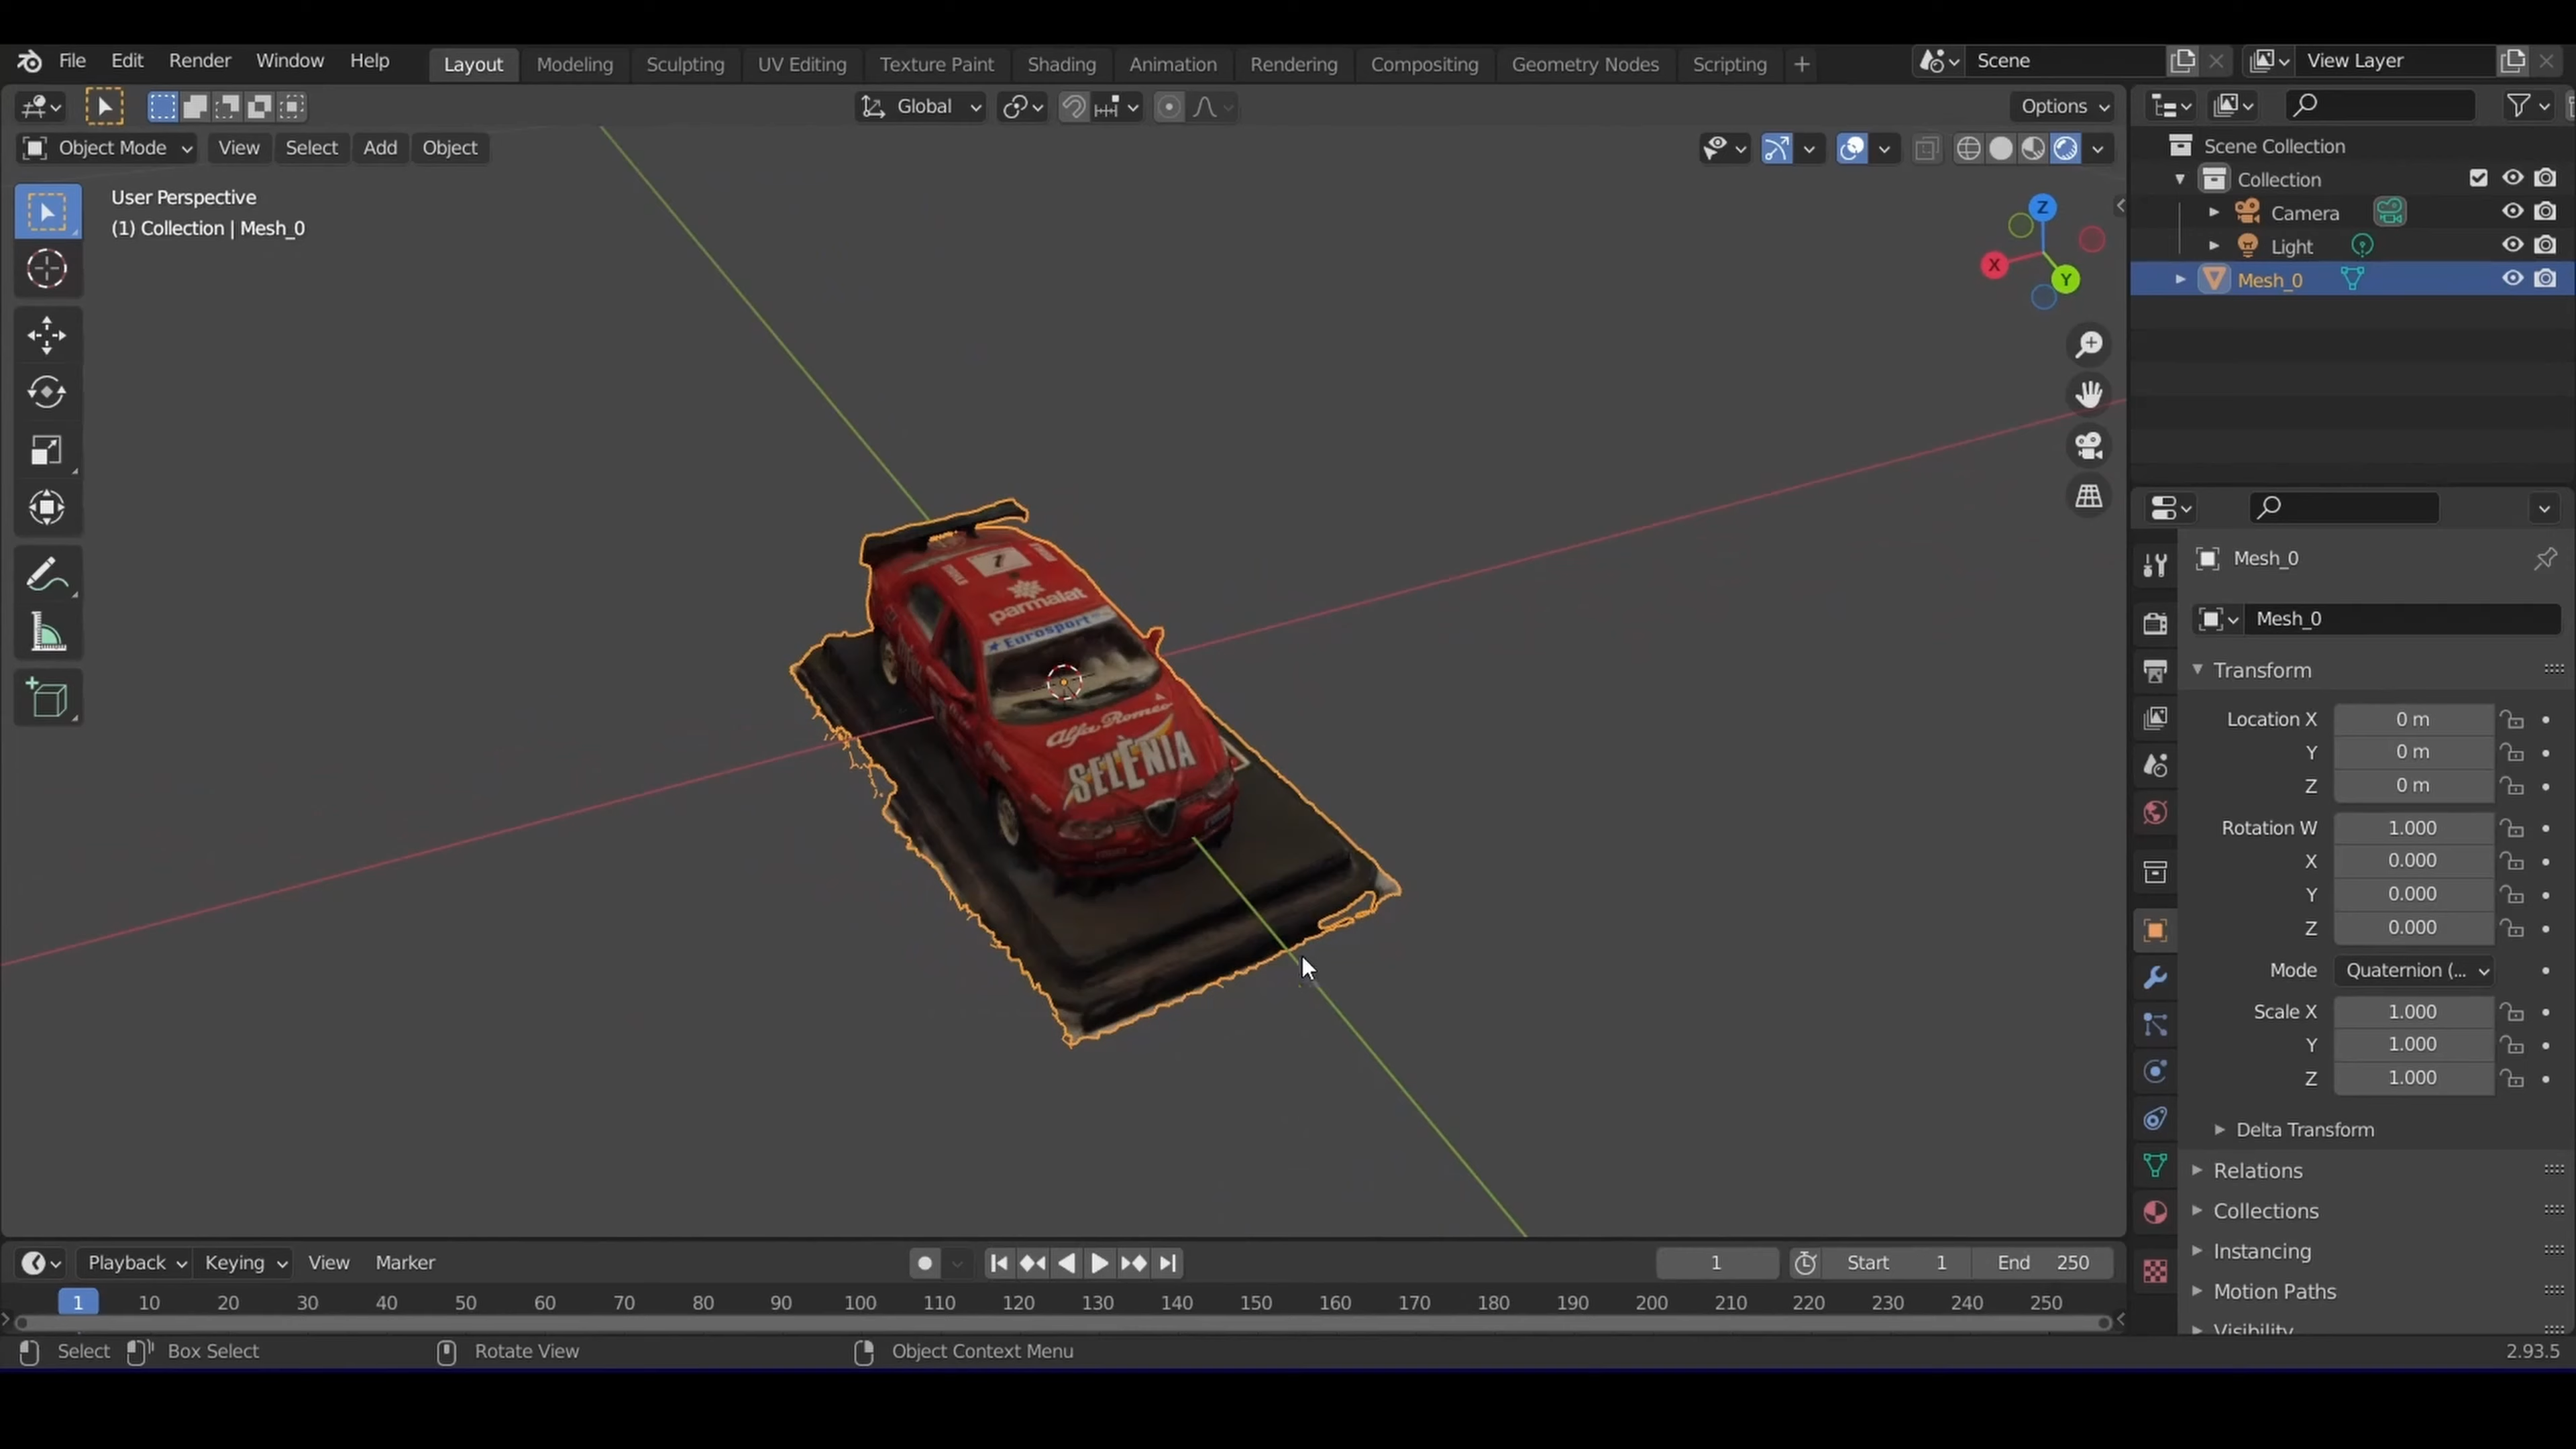 File Edit Render Window Help Layout Modeling Sculpting UV Editing Texture Paint Shading Animation Rendering Compositing Geometry Nodes Scripting + Scene View Layer
Global Options
Object Mode View Select Add Object
User Perspective
(1) Collection | Mesh_0
Z
X
Y
1
parmalat
Eurosport
Alfa Romeo
SELENIA
Scene Collection
Collection
Camera
Light
Mesh_0
Mesh_0
Mesh_0
Transform
Location X 0 m
Y 0 m
Z 0 m
Rotation W 1.000
X 0.000
Y 0.000
Z 0.000
Mode Quaternion (...
Scale X 1.000
Y 1.000
Z 1.000
Delta Transform
Relations
Collections
Instancing
Motion Paths
Visibility
Playback Keying View Marker 1 Start 1 End 250
1 10 20 30 40 50 60 70 80 90 100 110 120 130 140 150 160 170 180 190 200 210 220 230 240 250
Select Box Select Rotate View Object Context Menu 2.93.5